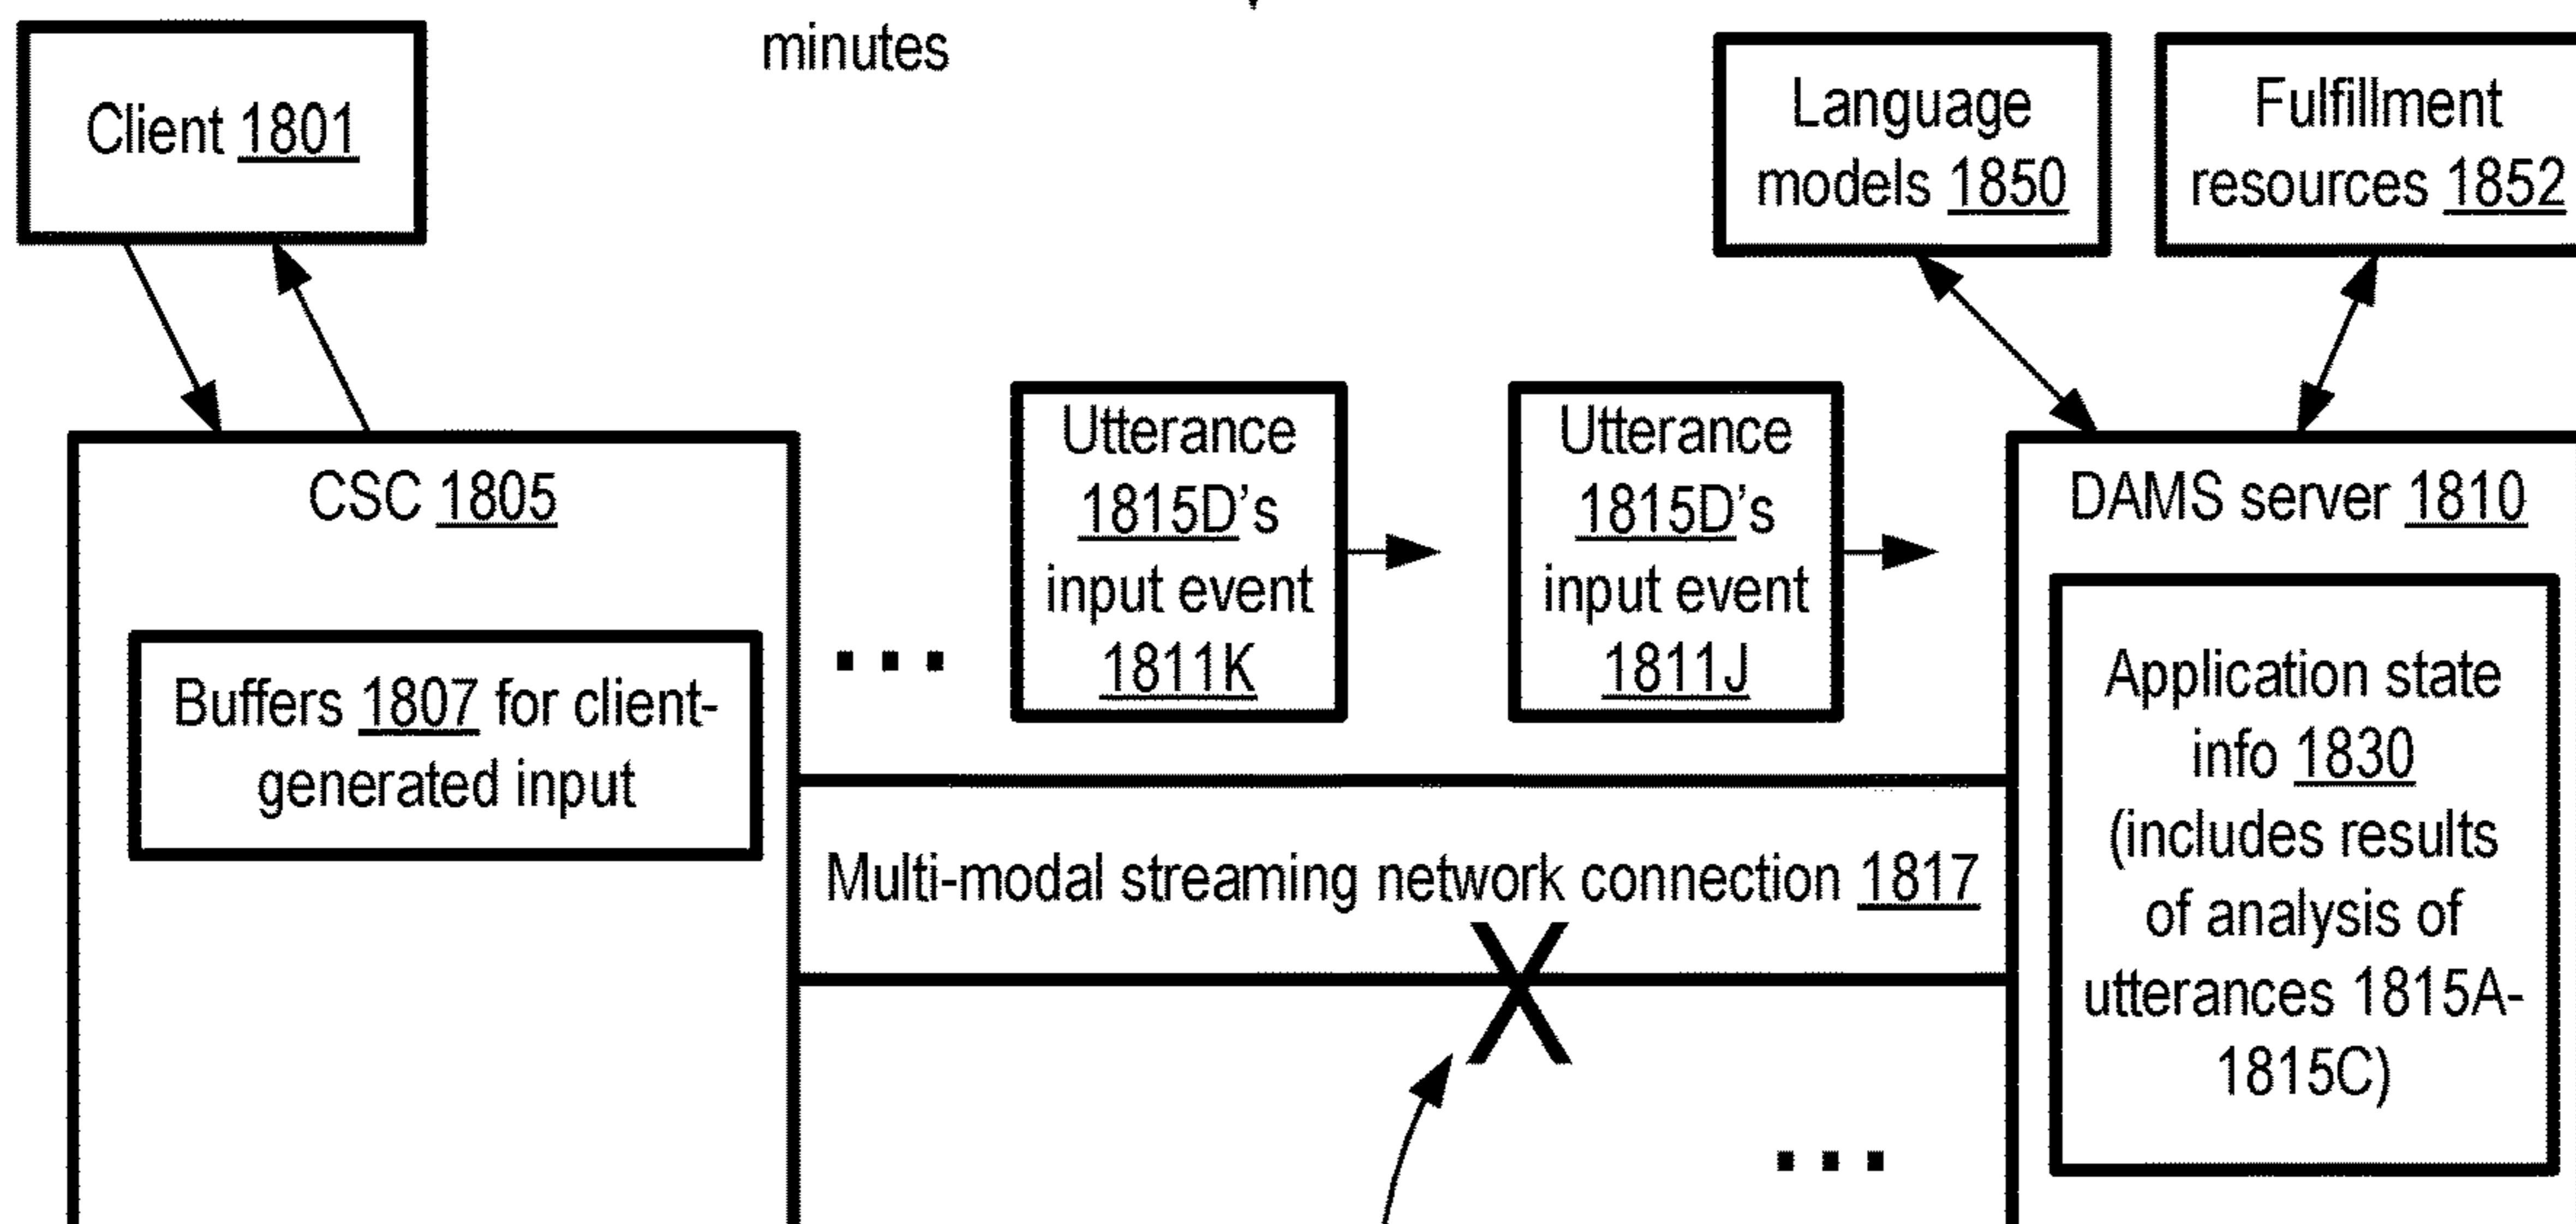 minutes
Client 1801
Language
models 1850
Fulfillment
resources 1852
CSC 1805
Buffers 1807 for client-
generated input
...
Utterance
1815D's
input event
1811K
Utterance
1815D's
input event
1811J
DAMS server 1810
Application state
info 1830
(includes results
of analysis of
utterances 1815A-
1815C)
Multi-modal streaming network connection 1817
X
...